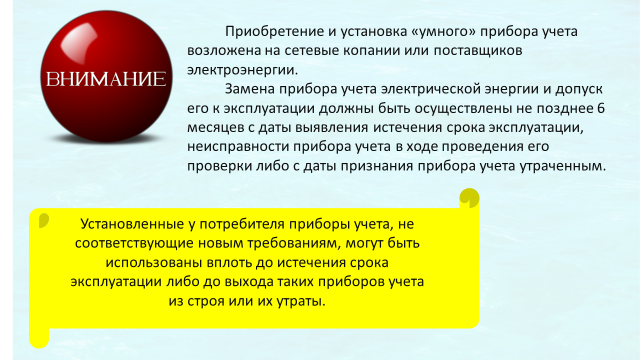 ВНИМАНИЕ
Приобретение и установка «умного» прибора учета
возложена на сетевые копании или поставщиков
электроэнергии.
Замена прибора учета электрической энергии и допуск
его к эксплуатации должны быть осуществлены не позднее 6
месяцев с даты выявления истечения срока эксплуатации,
неисправности прибора учета в ходе проведения его
проверки либо с даты признания прибора учета утраченным.
Установленные у потребителя приборы учета, не
соответствующие новым требованиям, могут быть
использованы вплоть до истечения срока
эксплуатации либо до выхода таких приборов учета
из строя или их утраты.